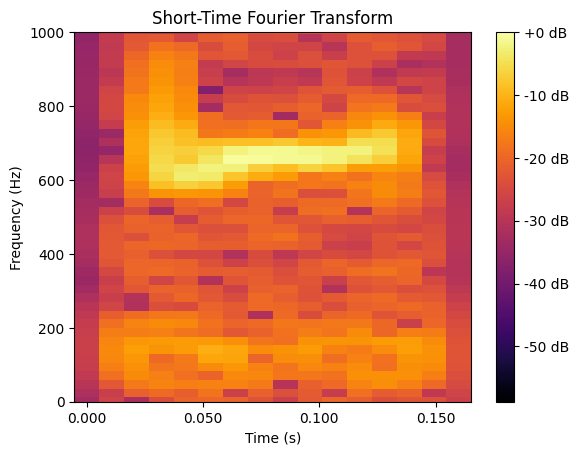 Short-Time Fourier Transform
1000
800
600
400
200
0
Frequency (Hz)
0.000
0.050
0.100
0.150
Time (s)
+0 dB
-10 dB
-20 dB
-30 dB
-40 dB
-50 dB